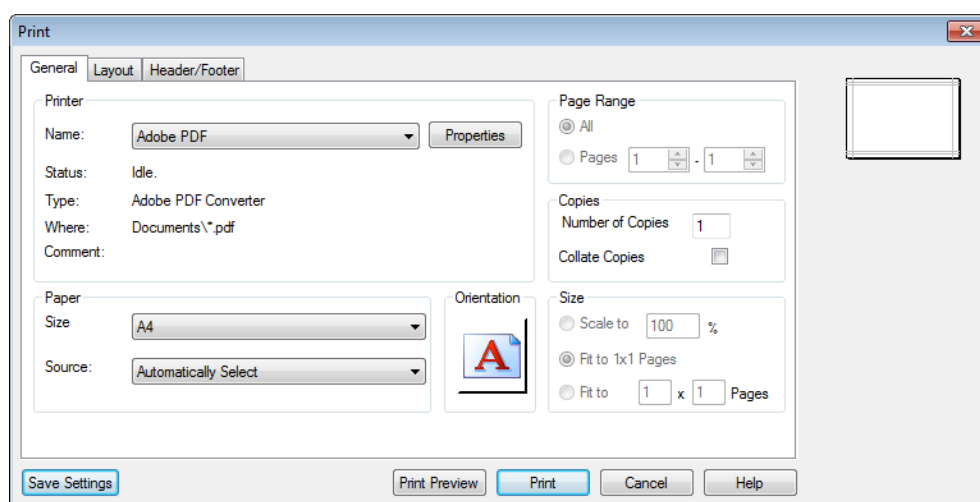 Print
General Layout Header/Footer
Printer
Name: Adobe PDF Properties
Status: Idle.
Type: Adobe PDF Converter
Where: Documents\*.pdf
Comment:
Page Range
All
Pages 1 - 1
Copies
Number of Copies 1
Collate Copies
Paper
Size A4
Source: Automatically Select
Orientation
A
Size
Scale to 100 %
Fit to 1x1 Pages
Fit to 1 x 1 Pages
Save Settings Print Preview Print Cancel Help